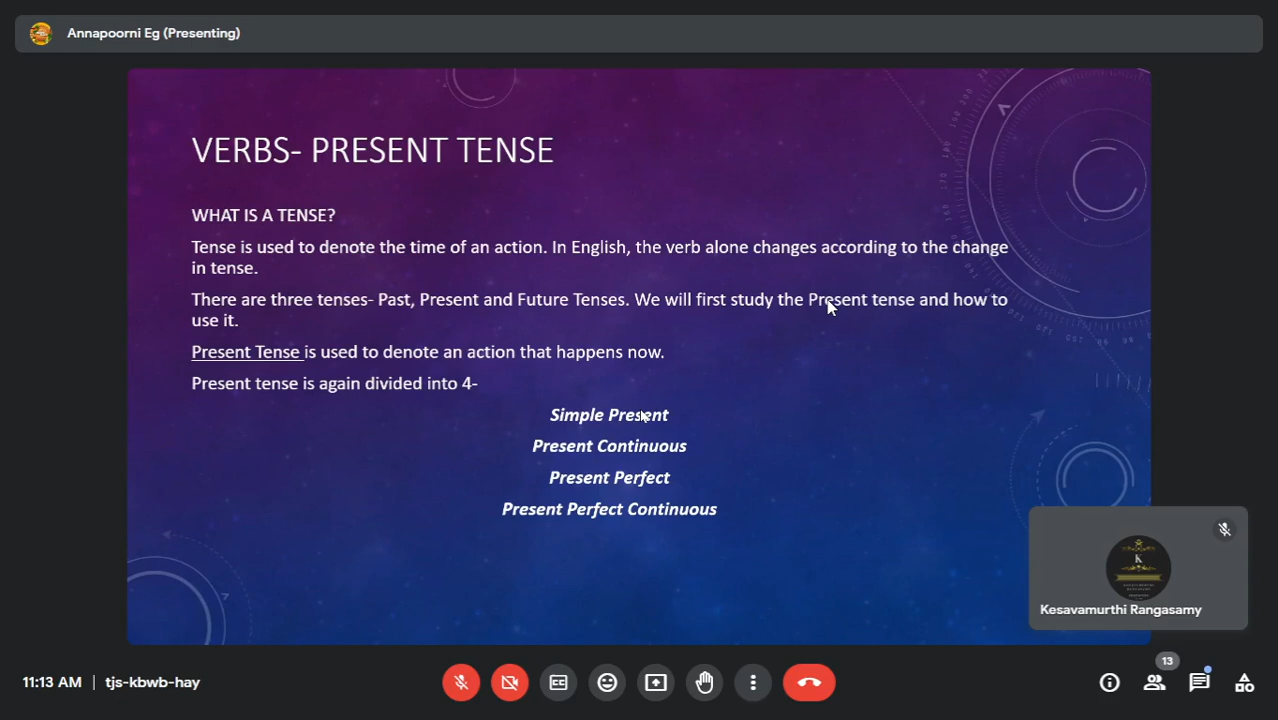 Annapoorni Eg (Presenting)
VERBS- PRESENT TENSE
WHAT IS A TENSE?
Tense is used to denote the time of an action. In English, the verb alone changes according to the change
in tense.
There are three tenses- Past, Present and Future Tenses. We will first study the Present tense and how to
use it.
Present Tense is used to denote an action that happens now.
Present tense is again divided into 4-
Simple Present
Present Continuous
Present Perfect
Present Perfect Continuous
K
Kesavamurthi Rangasamy
13
11:13 AM | tjs-kbwb-hay